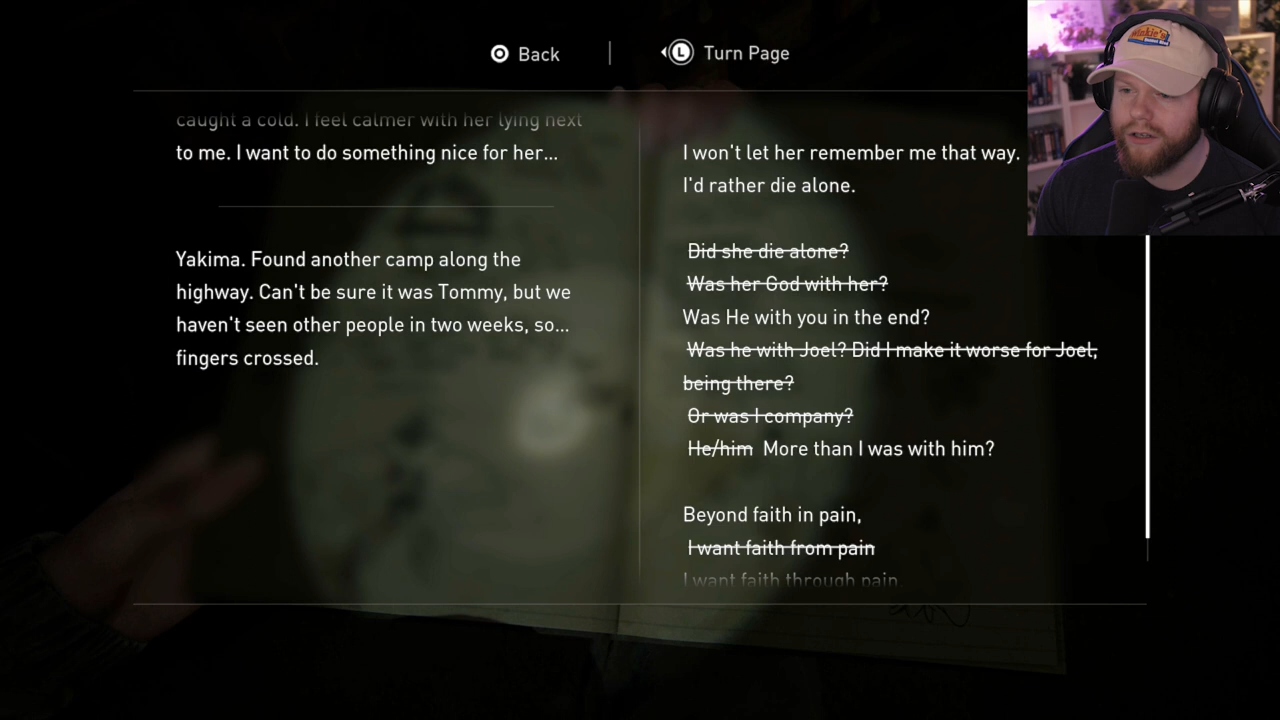 Back
L Turn Page
caught a cold. I feel calmer with her lying next
to me. I want to do something nice for her...
Yakima. Found another camp along the
highway. Can't be sure it was Tommy, but we
haven't seen other people in two weeks, so...
fingers crossed.
I won't let her remember me that way.
I'd rather die alone.
Did she die alone?
Was her God with her?
Was He with you in the end?
Was he with Joel? Did I make it worse for Joel,
being there?
Or was I company?
He/him More than I was with him?
Beyond faith in pain,
I want faith from pain
I want faith through pain